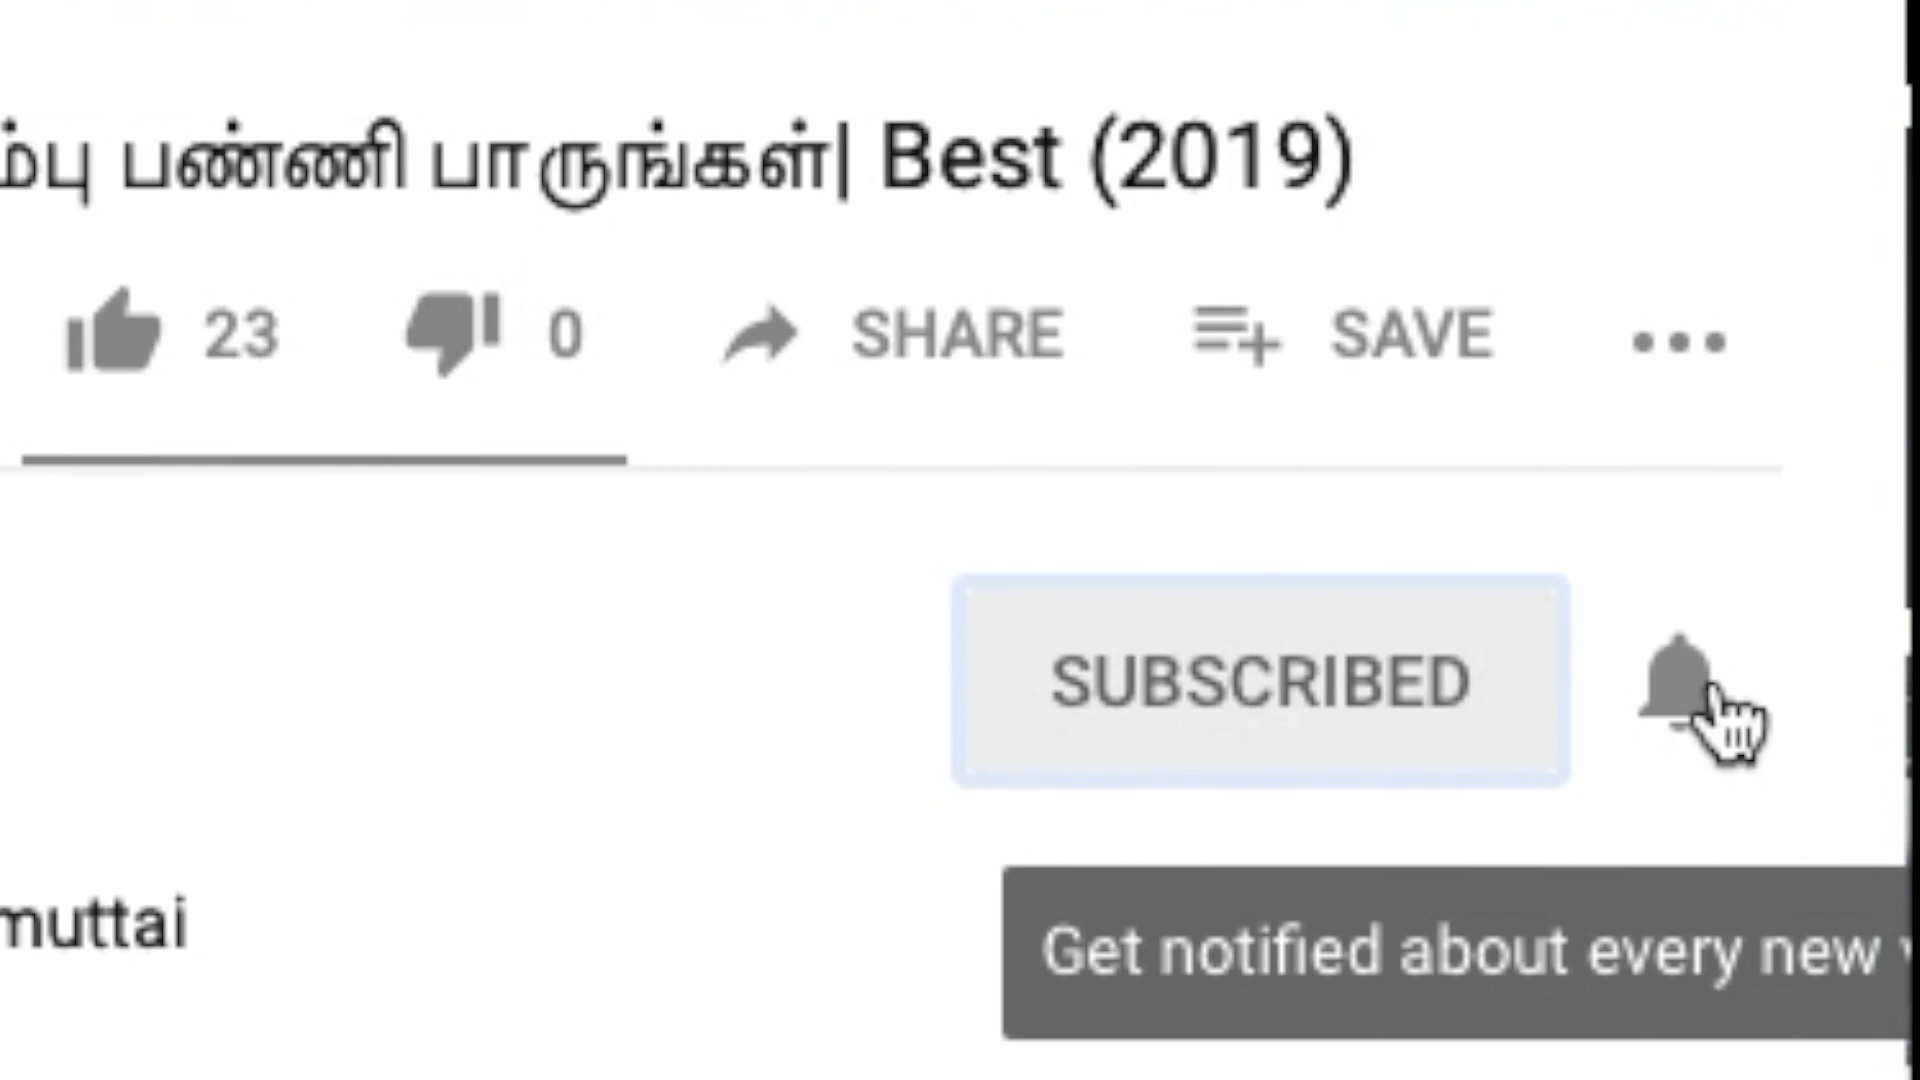 ம்பு பண்ணி பாருங்கள்| Best (2019)
23 0 SHARE SAVE
SUBSCRIBED
muttai
Get notified about every new